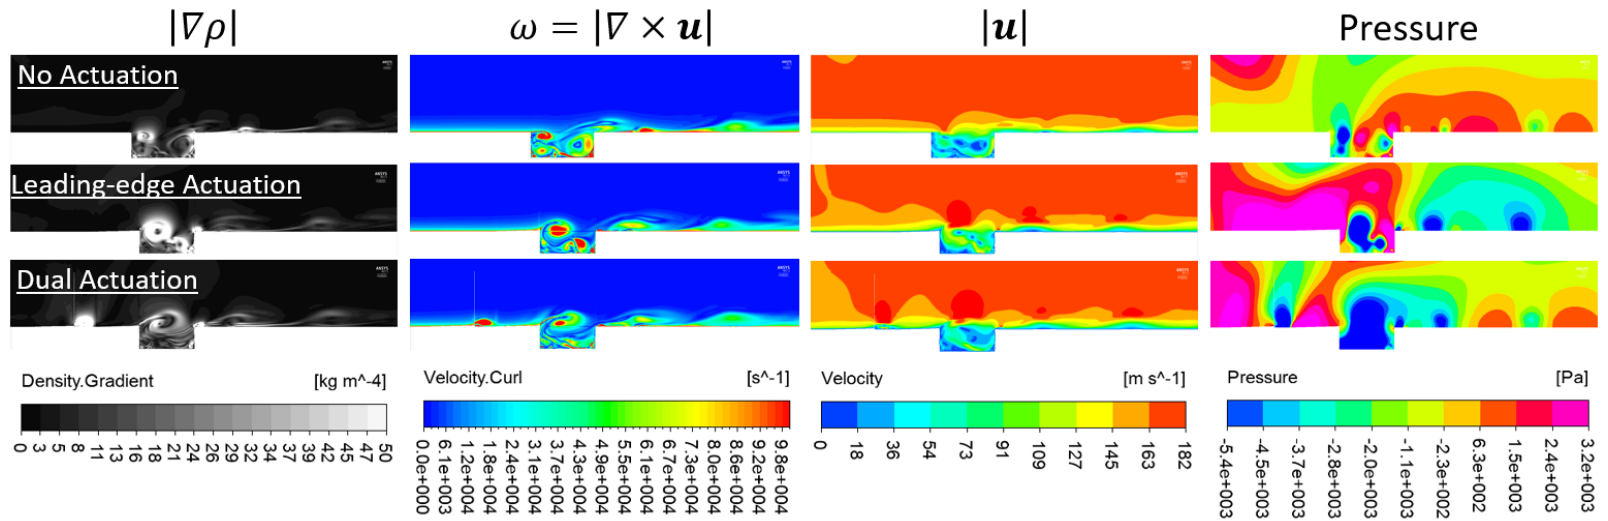 |∇ρ|
ω = |∇ × u|
|u|
Pressure
No Actuation
Leading-edge Actuation
Dual Actuation
Density.Gradient [kg m^-4]
0 3 5 8 11 13 16 18 21 24 26 29 32 34 37 39 42 45 47 50
Velocity.Curl [s^-1]
0.0e+000 6.1e+003 1.2e+004 1.8e+004 2.4e+004 3.1e+004 3.7e+004 4.3e+004 4.9e+004 5.5e+004 6.1e+004 6.7e+004 7.3e+004 8.0e+004 8.6e+004 9.2e+004 9.8e+004
Velocity [m s^-1]
0 18 36 54 73 91 109 127 145 163 182
Pressure [Pa]
-5.4e+003 -4.5e+003 -3.7e+003 -2.8e+003 -2.0e+003 -1.1e+003 -2.3e+002 6.3e+002 1.5e+003 2.4e+003 3.2e+003